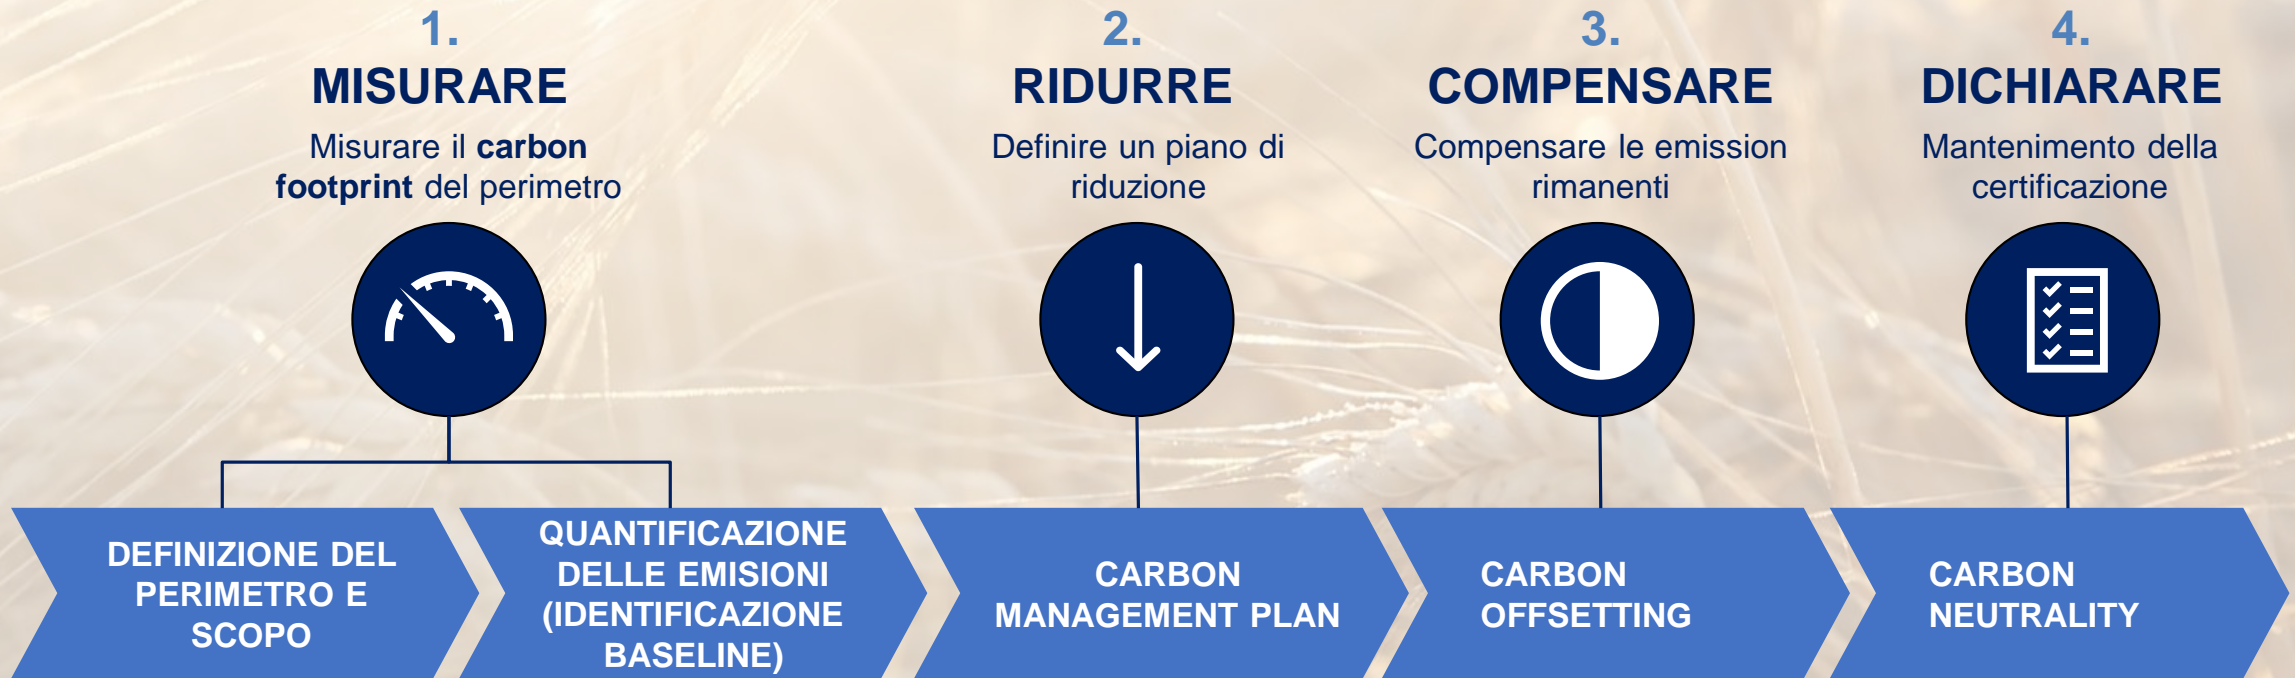 1.
MISURARE
Misurare il carbon
footprint del perimetro
2.
RIDURRE
Definire un piano di
riduzione
3.
COMPENSARE
Compensare le emission
rimanenti
4.
DICHIARARE
Mantenimento della
certificazione
DEFINIZIONE DEL
PERIMETRO E
SCOPO
QUANTIFICAZIONE
DELLE EMISIONI
(IDENTIFICAZIONE
BASELINE)
CARBON
MANAGEMENT PLAN
CARBON
OFFSETTING
CARBON
NEUTRALITY